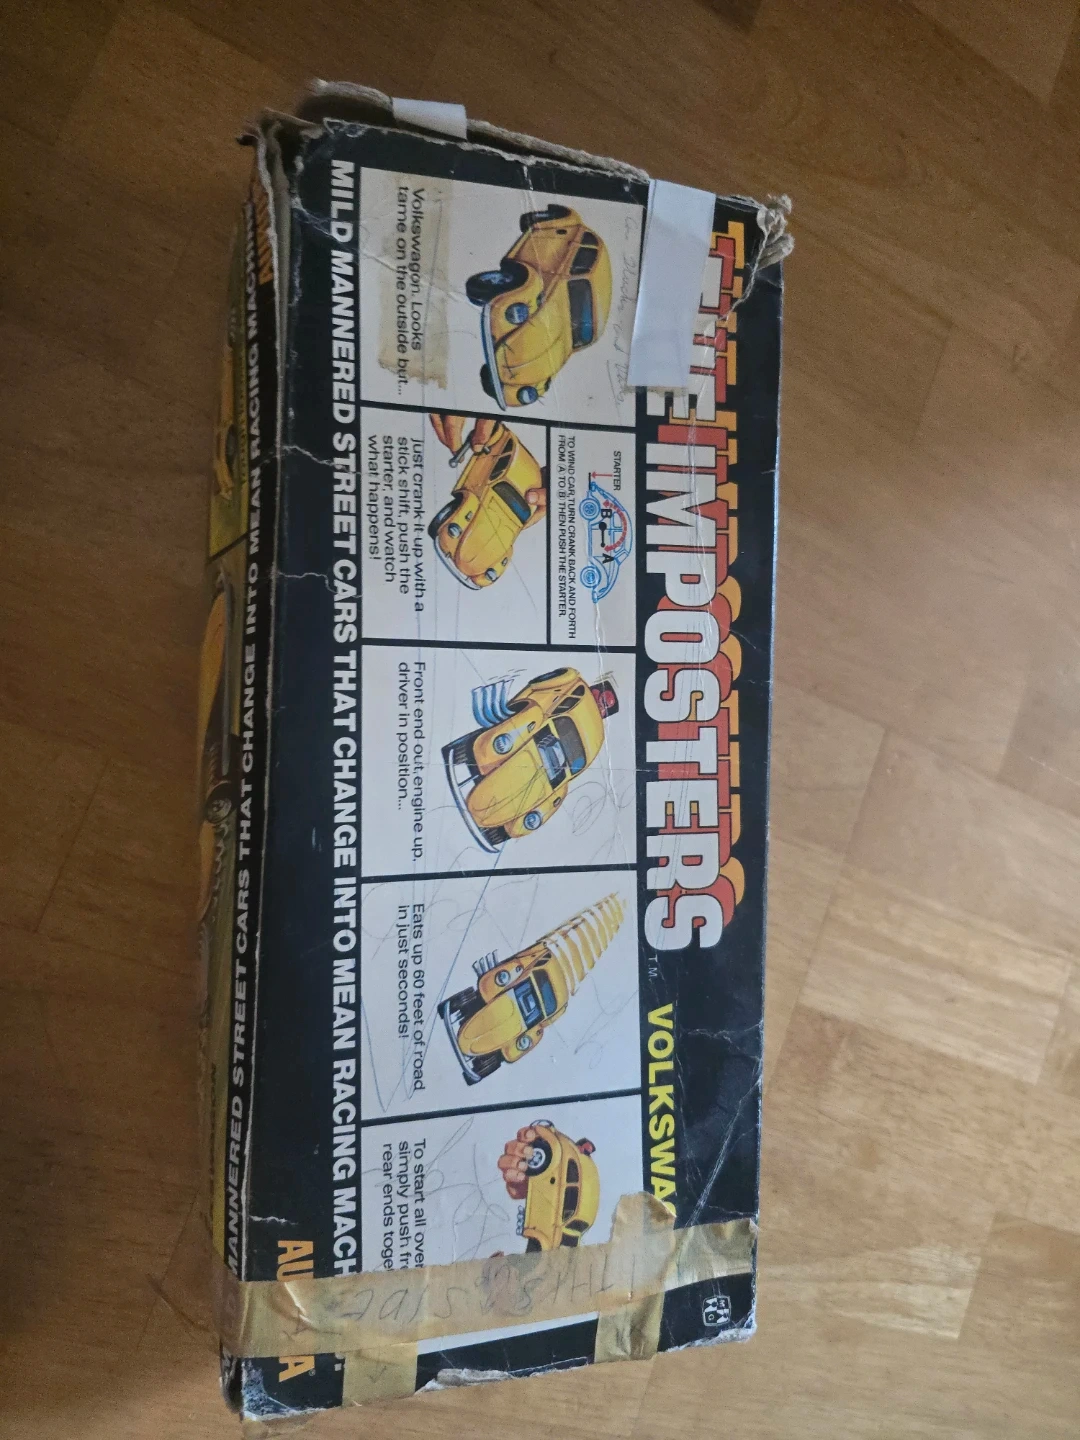 THE IMPOSTERS T.M. VOLKSWAG
Volkswagon. Looks
tame on the outside but...
STARTER
B A
TO WIND CAR, TURN CRANK BACK AND FORTH
FROM A TO B THEN PUSH THE STARTER.
just crank it up with a
stick shift, push the
starter, and watch
what happens!
Front end out, engine up,
driver in position...
Eats up 60 feet of road
in just seconds!
To start all over
simply push fr
rear ends toge
THIS SIDE
MILD MANNERED STREET CARS THAT CHANGE INTO MEAN RACING MACH
AU A
MANNERED STREET CARS THAT CHANGE INTO MEAN RACING MACHINE